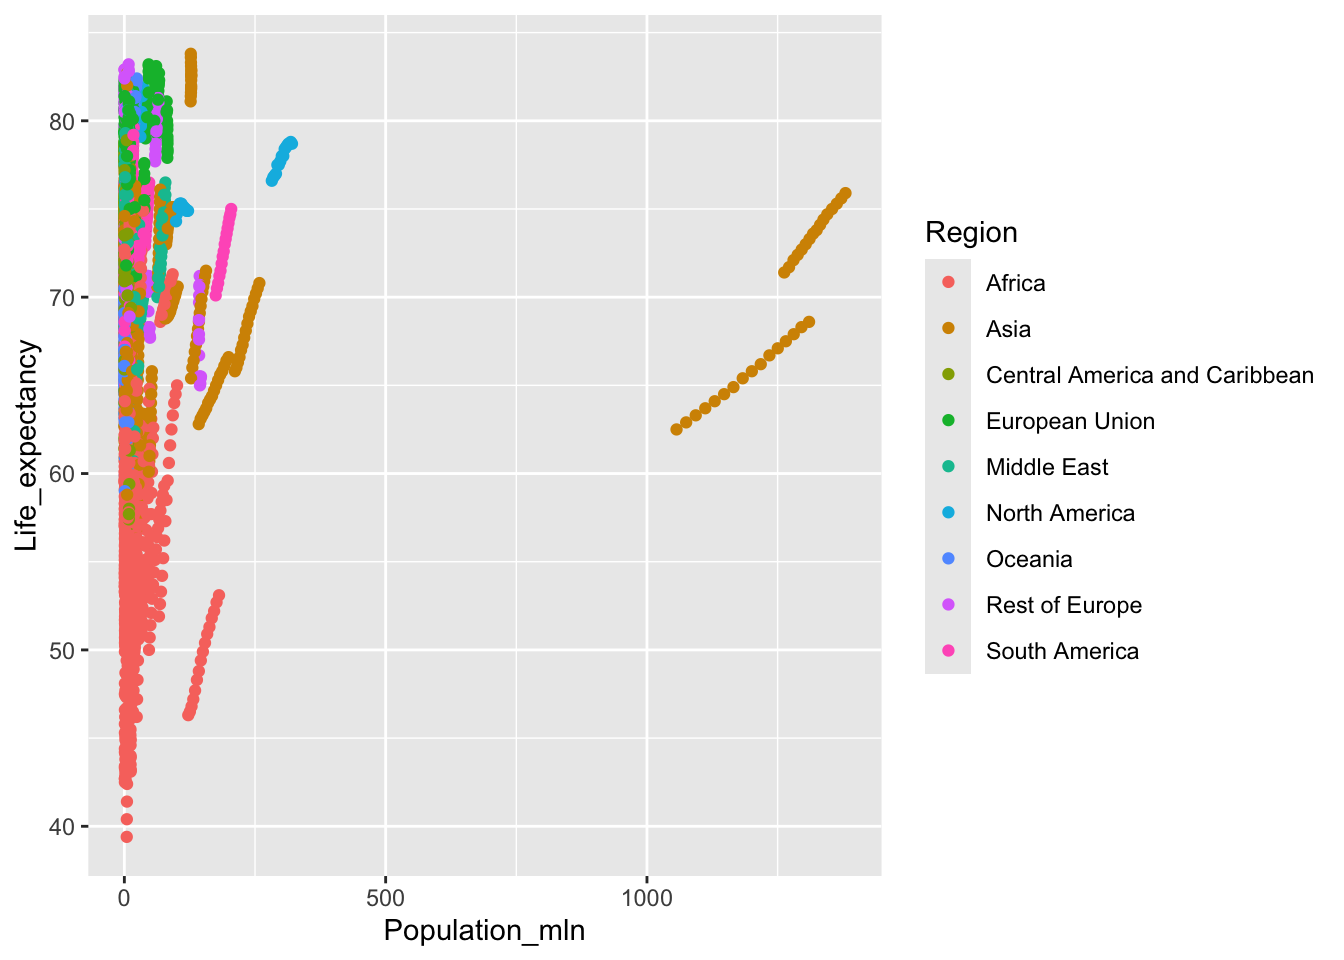 80
70
60
50
40
Life_expectancy
0
500
1000
Population_mln
Region
Africa
Asia
Central America and Caribbean
European Union
Middle East
North America
Oceania
Rest of Europe
South America